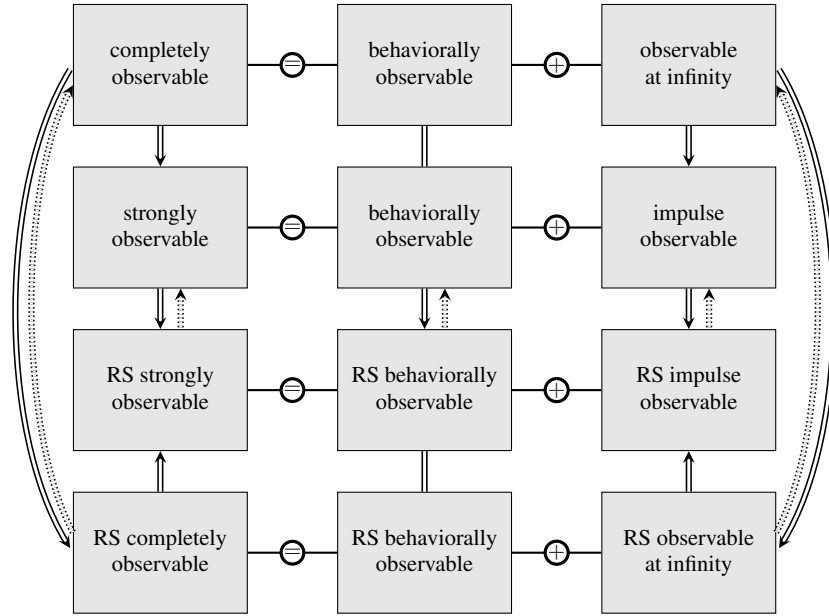 completely
observable
=
behaviorally
observable
+
observable
at infinity
strongly
observable
=
behaviorally
observable
+
impulse
observable
RS strongly
observable
=
RS behaviorally
observable
+
RS impulse
observable
RS completely
observable
=
RS behaviorally
observable
+
RS observable
at infinity